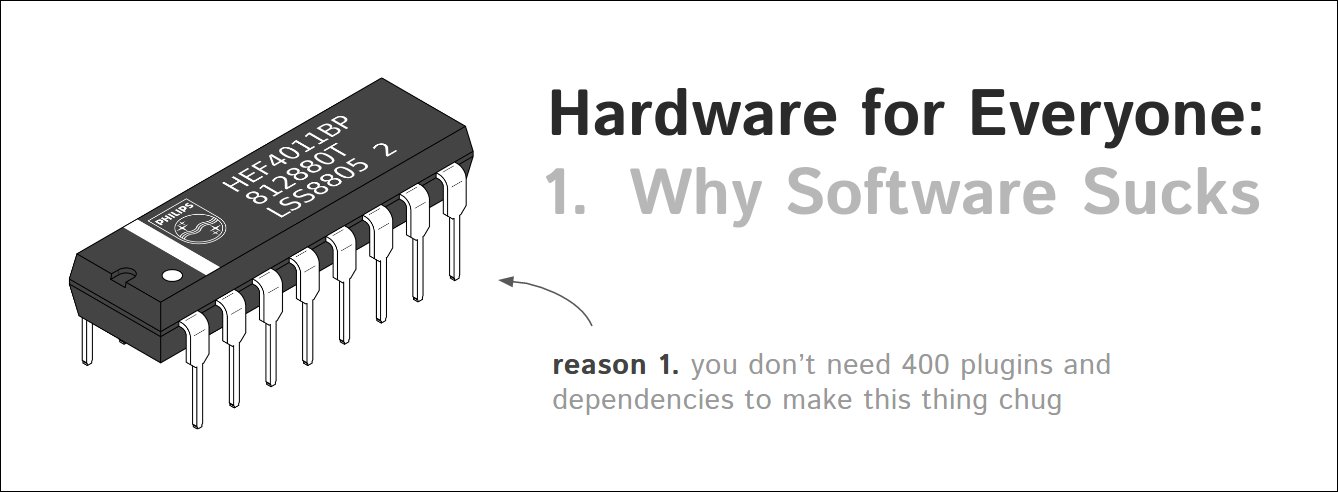 Hardware for Everyone:
1. Why Software Sucks
HEF4011BP
812880T
LSS8805 2
PHILIPS
reason 1. you don’t need 400 plugins and
dependencies to make this thing chug